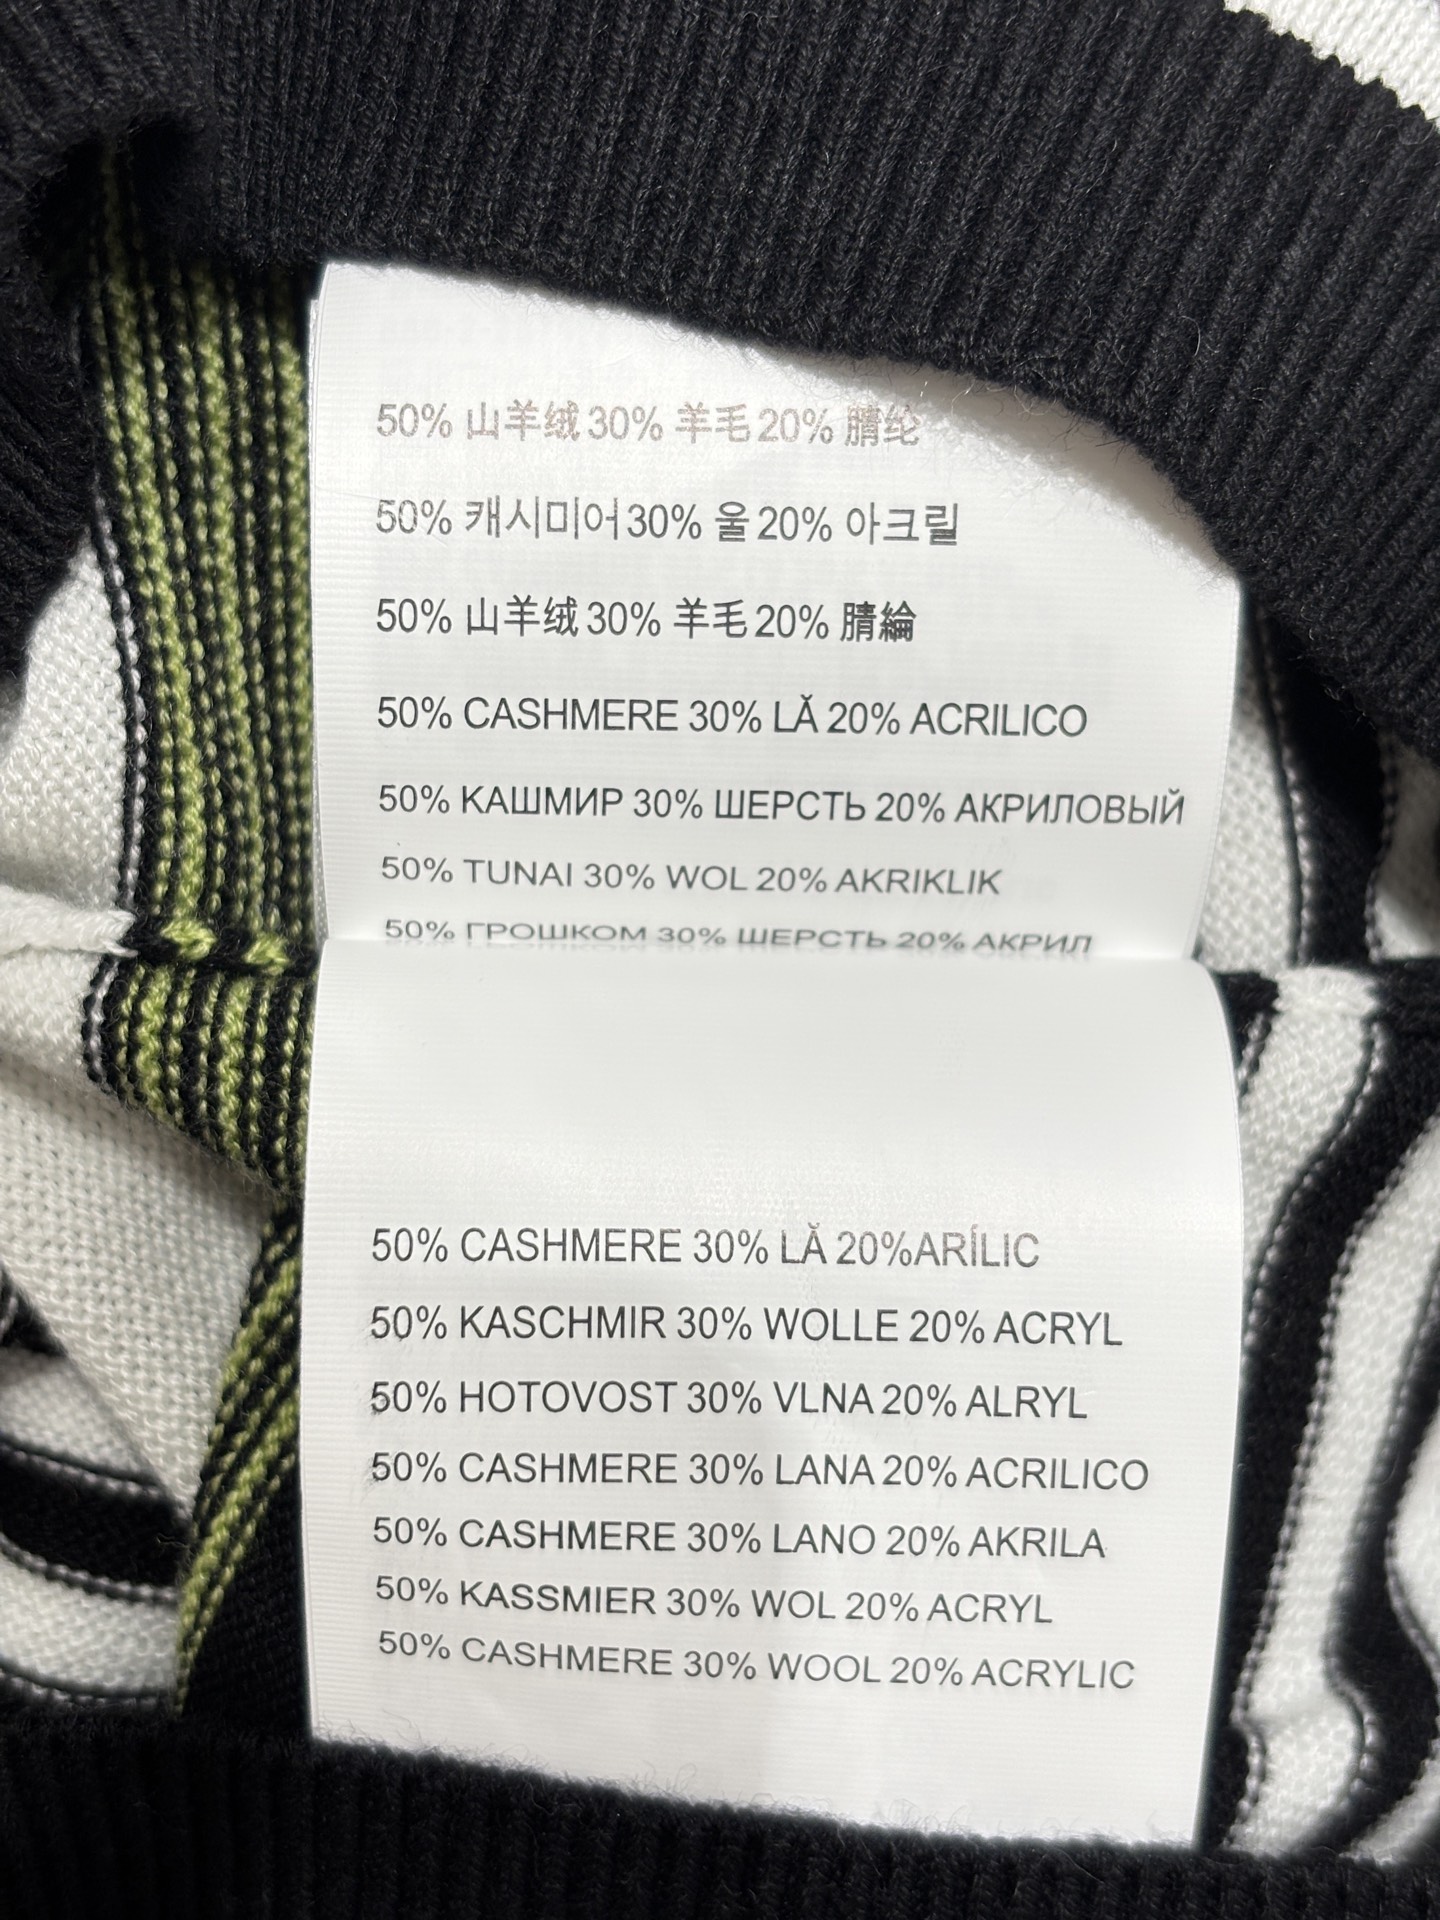 50% 山羊绒 30% 羊毛 20% 腈纶
50% 캐시미어 30% 울 20% 아크릴
50% 山羊绒 30% 羊毛 20% 腈綸
50% CASHMERE 30% LĂ 20% ACRILICO
50% КАШМИР 30% ШЕРСТЬ 20% АКРИЛОВЫЙ
50% TUNAI 30% WOL 20% AKRIKLIK
50% ГРОШКОМ 30% ШЕРСТЬ 20% АКРИЛ
50% CASHMERE 30% LĂ 20%ARÍLIC
50% KASCHMIR 30% WOLLE 20% ACRYL
50% HOTOVOST 30% VLNA 20% ALRYL
50% CASHMERE 30% LANA 20% ACRILICO
50% CASHMERE 30% LANO 20% AKRILA
50% KASSMIER 30% WOL 20% ACRYL
50% CASHMERE 30% WOOL 20% ACRYLIC